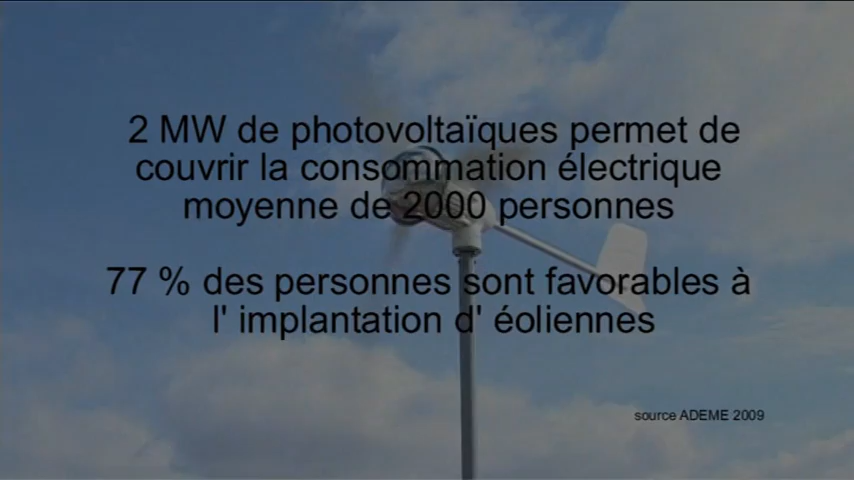 2 MW de photovoltaïques permet de
couvrir la consommation électrique
moyenne de 2000 personnes
77 % des personnes sont favorables à
l' implantation d' éoliennes
source ADEME 2009